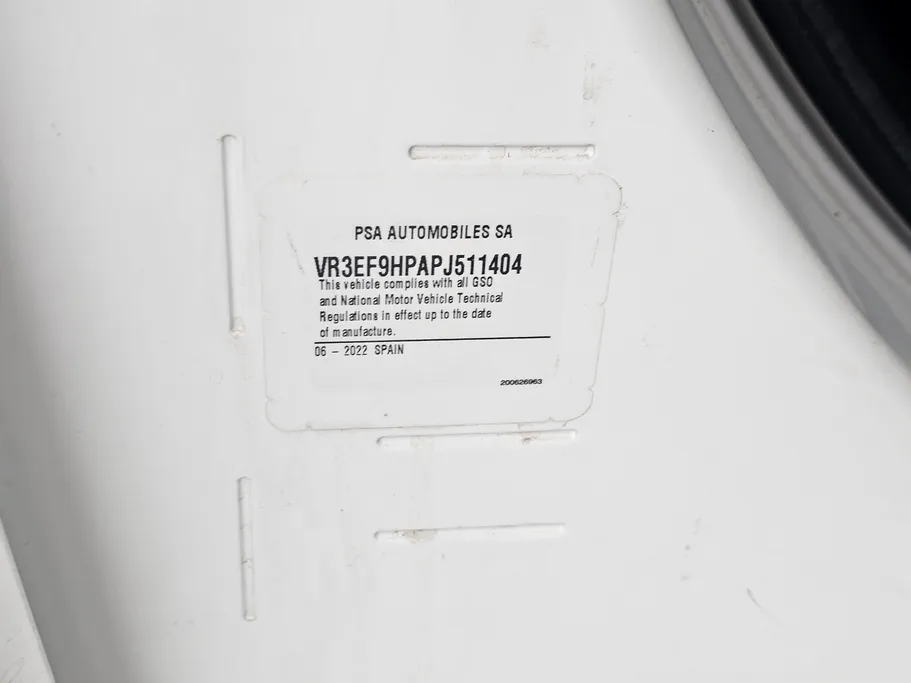 PSA AUTOMOBILES SA
VR3EF9HPAPJ511404
This vehicle complies with all GSO
and National Motor Vehicle Technical
Regulations in effect up to the date
of manufacture.
06 - 2022 SPAIN
200626963